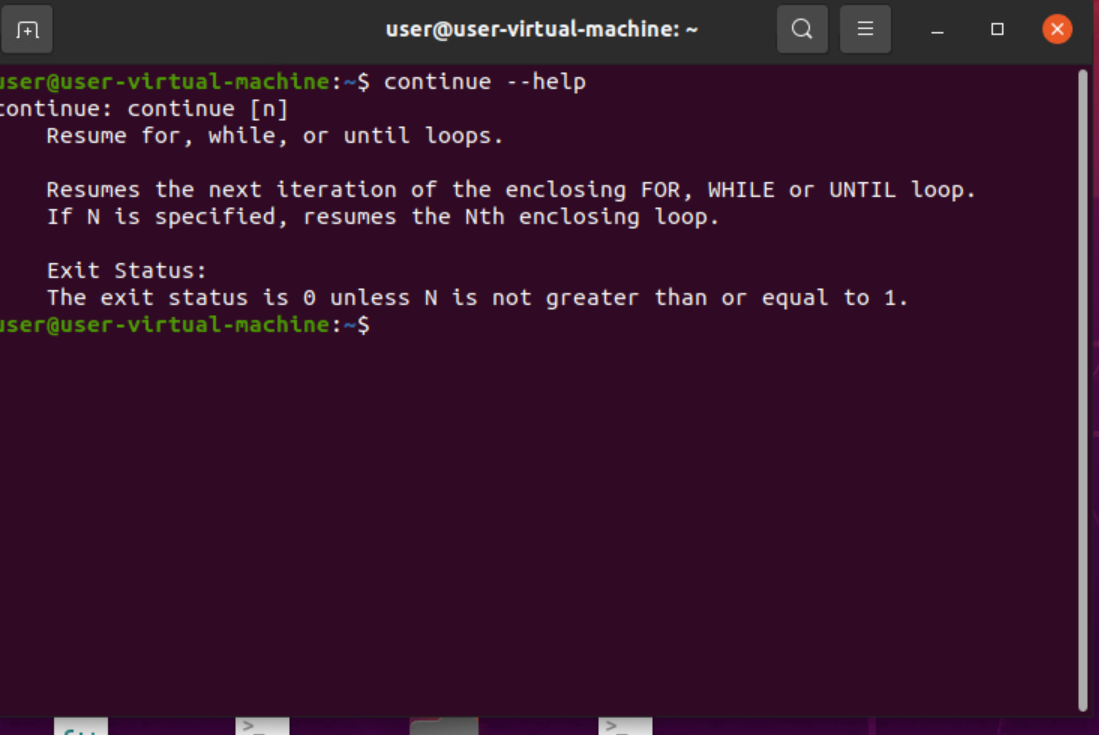 user@user-virtual-machine: ~
user@user-virtual-machine:~$ continue --help
continue: continue [n]
    Resume for, while, or until loops.

    Resumes the next iteration of the enclosing FOR, WHILE or UNTIL loop.
    If N is specified, resumes the Nth enclosing loop.

    Exit Status:
    The exit status is 0 unless N is not greater than or equal to 1.
user@user-virtual-machine:~$